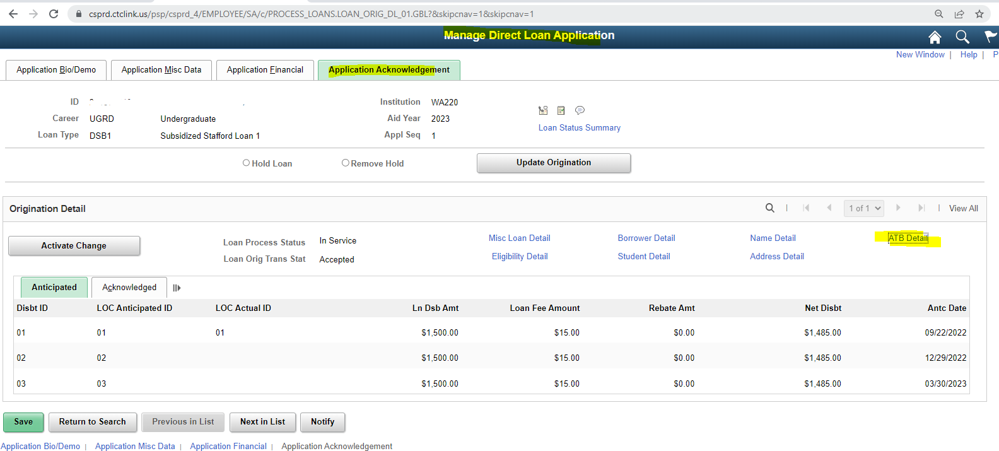 csprd.ctclink.us/psp/csprd_4/EMPLOYEE/SA/c/PROCESS_LOANS.LOAN_ORIG_DL_01.GBL?&skipcnav=1&skipcnav=1
Manage Direct Loan Application
New Window | Help | P
Application Bio/Demo Application Misc Data Application Financial Application Acknowledgement
ID Institution WA220
Career UGRD Undergraduate Aid Year 2023
Loan Type DSB1 Subsidized Stafford Loan 1 Appl Seq 1
Loan Status Summary
Hold Loan Remove Hold Update Origination
Origination Detail 1 of 1 View All
Activate Change Loan Process Status In Service Misc Loan Detail Borrower Detail Name Detail ATB Detail
Loan Orig Trans Stat Accepted Eligibility Detail Student Detail Address Detail
Anticipated Acknowledged
Disbt ID LOC Anticipated ID LOC Actual ID Ln Dsb Amt Loan Fee Amount Rebate Amt Net Disbt Antc Date
01 01 01 $1,500.00 $15.00 $0.00 $1,485.00 09/22/2022
02 02 $1,500.00 $15.00 $0.00 $1,485.00 12/29/2022
03 03 $1,500.00 $15.00 $0.00 $1,485.00 03/30/2023
Save Return to Search Previous in List Next in List Notify
Application Bio/Demo | Application Misc Data | Application Financial | Application Acknowledgement